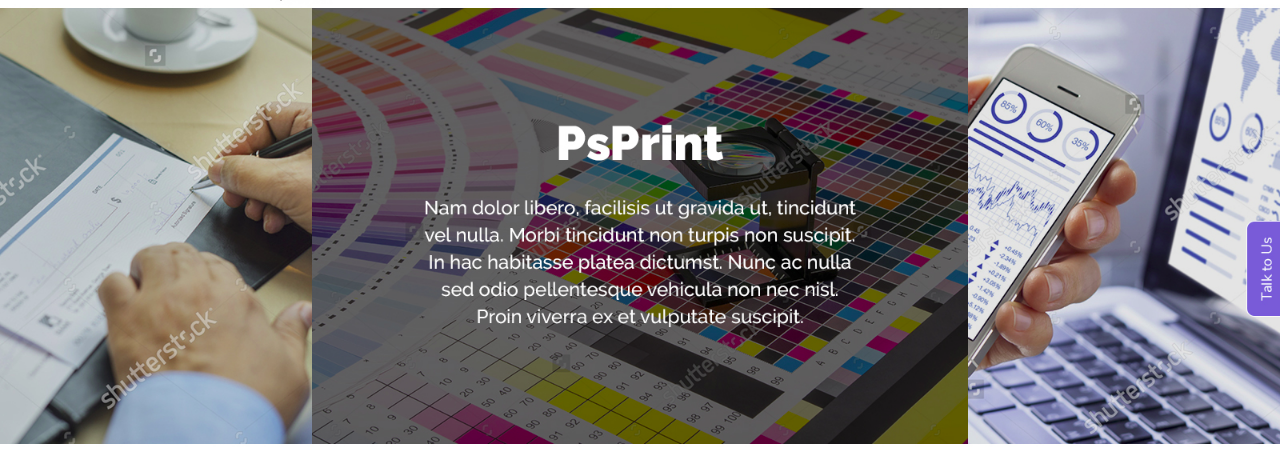 PsPrint
Nam dolor libero, facilisis ut gravida ut, tincidunt
vel nulla. Morbi tincidunt non turpis non suscipit.
In hac habitasse platea dictumst. Nunc ac nulla
sed odio pellentesque vehicula non nec nisl.
Proin viverra ex et vulputate suscipit.
85%
60%
35%
Talk to Us
shutterstock
shutterstock
shutterstock
shutterstock